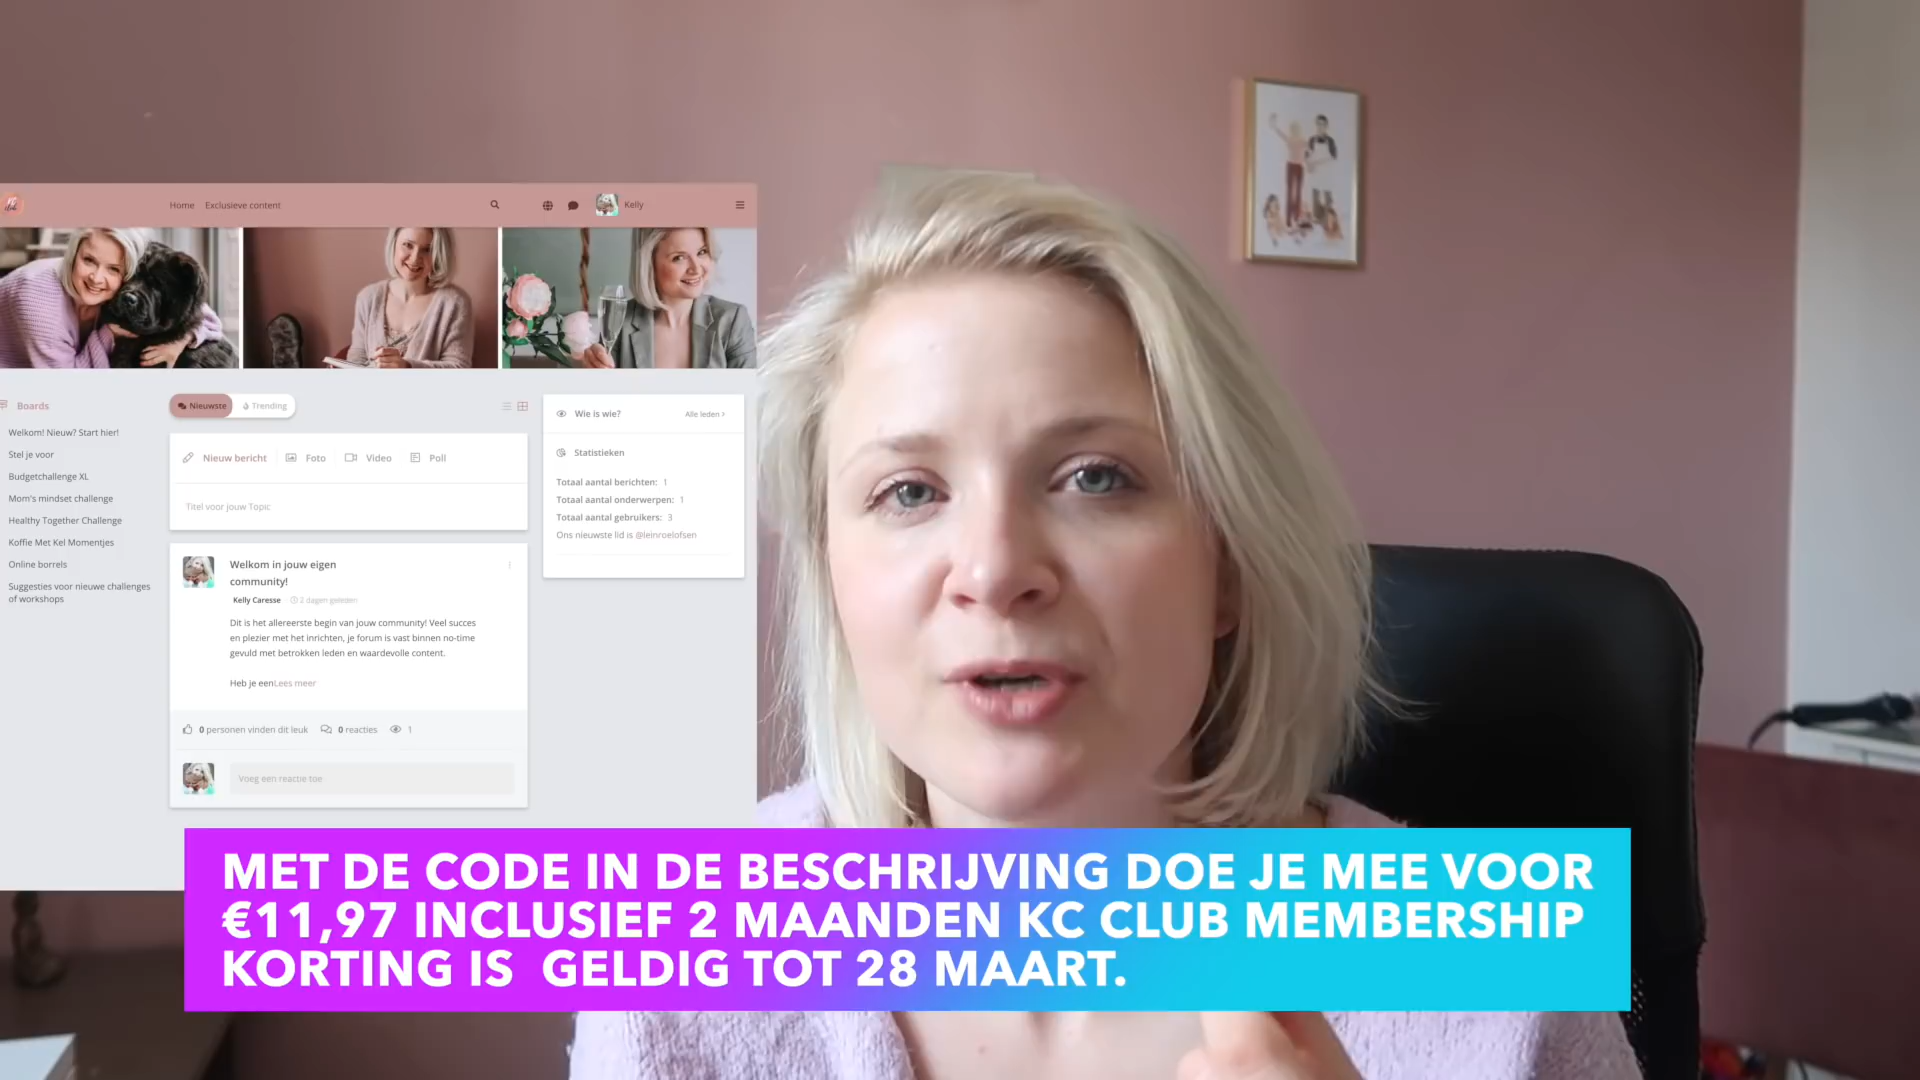 Home Exclusieve content
Kelly
Boards
Welkom! Nieuw? Start hier!
Stel je voor
Budgetchallenge XL
Mom's mindset challenge
Healthy Together Challenge
Koffie Met Kel Momentjes
Online borrels
Suggesties voor nieuwe challenges
of workshops
Nieuwste Trending
Nieuw bericht Foto Video Poll
Titel voor jouw Topic
Welkom in jouw eigen
community!
Kelly Caresse 2 dagen geleden
Dit is het allereerste begin van jouw community! Veel succes
en plezier met het inrichten, je forum is vast binnen no-time
gevuld met betrokken leden en waardevolle content.
Heb je eenLees meer
0 personen vinden dit leuk 0 reacties 1
Voeg een reactie toe
Wie is wie? Alle leden
Statistieken
Totaal aantal berichten: 1
Totaal aantal onderwerpen: 1
Totaal aantal gebruikers: 3
Ons nieuwste lid is @leinroelofsen
MET DE CODE IN DE BESCHRIJVING DOE JE MEE VOOR
€11,97 INCLUSIEF 2 MAANDEN KC CLUB MEMBERSHIP
KORTING IS GELDIG TOT 28 MAART.